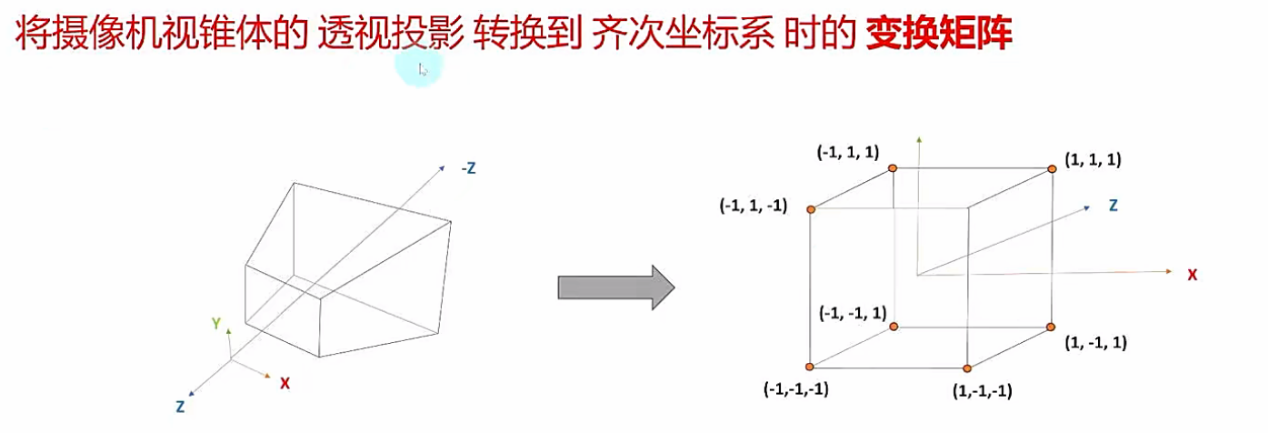 将摄像机视锥体的 透视投影 转换到 齐次坐标系 时的 变换矩阵
-Z
Y
X
Z
(-1, 1, 1)
(1, 1, 1)
(-1, 1, -1)
Z
X
(-1, -1, 1)
(1, -1, 1)
(-1,-1,-1)
(1,-1,-1)